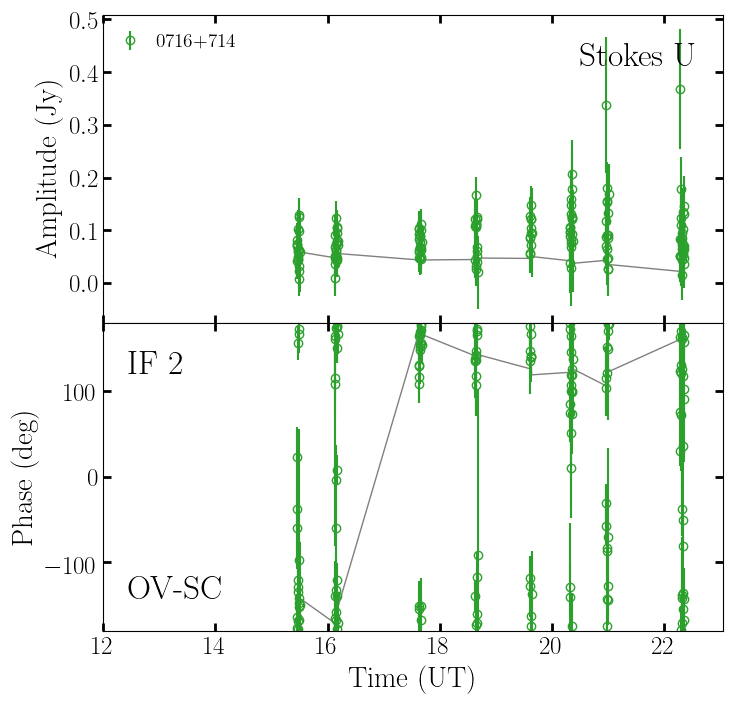 0.5
0716+714
Stokes U
0.4
0.3
0.2
0.1
0.0
Amplitude (Jy)
IF 2
100
0
−100
Phase (deg)
OV-SC
12 14 16 18 20 22
Time (UT)